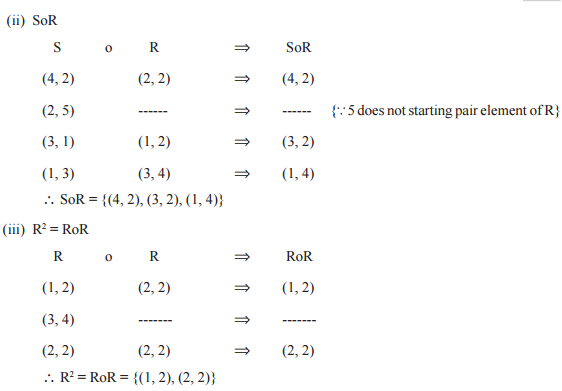 (ii) SoR
S o R ⇒ SoR
(4, 2) (2, 2) ⇒ (4, 2)
(2, 5) ------ ⇒ ------ {∵ 5 does not starting pair element of R}
(3, 1) (1, 2) ⇒ (3, 2)
(1, 3) (3, 4) ⇒ (1, 4)
∴ SoR = {(4, 2), (3, 2), (1, 4)}
(iii) R² = RoR
R o R ⇒ RoR
(1, 2) (2, 2) ⇒ (1, 2)
(3, 4) ------- ⇒ -------
(2, 2) (2, 2) ⇒ (2, 2)
∴ R² = RoR = {(1, 2), (2, 2)}